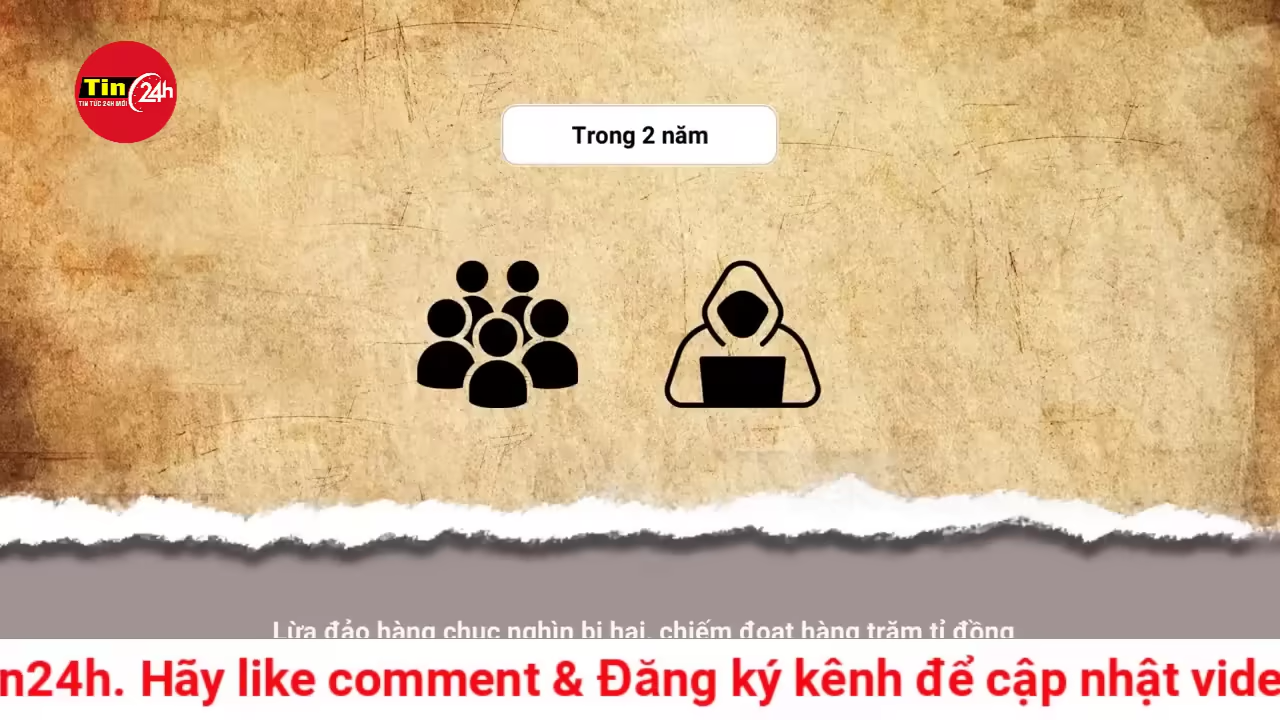 Tin 24h
TIN TỨC 24H MỚI
Trong 2 năm
Lừa đảo hàng chục nghìn bị hại, chiếm đoạt hàng trăm tỉ đồng
n24h. Hãy like comment & Đăng ký kênh để cập nhật vide